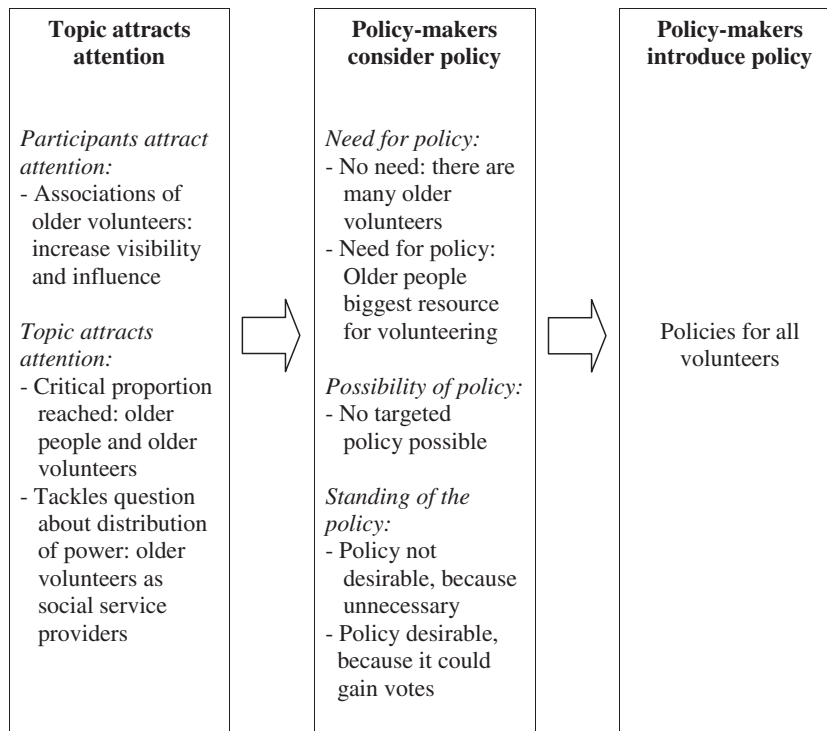 Topic attracts
attention
Participants attract
attention:
- Associations of
older volunteers:
increase visibility
and influence
Topic attracts
attention:
- Critical proportion
reached: older
people and older
volunteers
- Tackles question
about distribution
of power: older
volunteers as
social service
providers
Policy-makers
consider policy
Need for policy:
- No need: there are
many older
volunteers
- Need for policy:
Older people
biggest resource
for volunteering
Possibility of policy:
- No targeted
policy possible
Standing of the
policy:
- Policy not
desirable, because
unnecessary
- Policy desirable,
because it could
gain votes
Policy-makers
introduce policy
Policies for all
volunteers